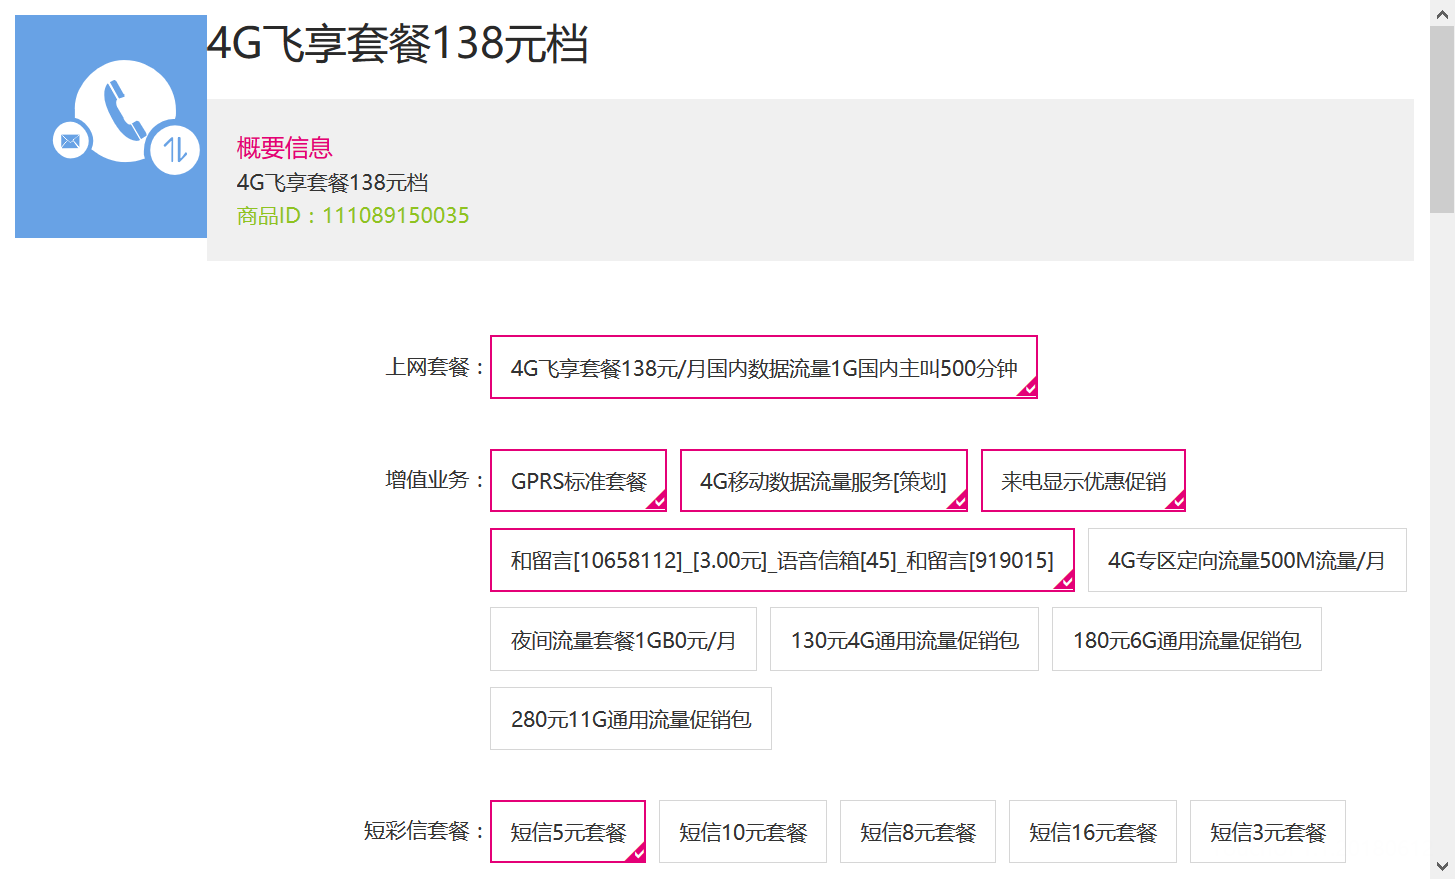 4G飞享套餐138元档
概要信息
4G飞享套餐138元档
商品ID：111089150035
上网套餐： 4G飞享套餐138元/月国内数据流量1G国内主叫500分钟
增值业务： GPRS标准套餐 4G移动数据流量服务[策划] 来电显示优惠促销
和留言[10658112]_[3.00元]_语音信箱[45]_和留言[919015] 4G专区定向流量500M流量/月
夜间流量套餐1GB0元/月 130元4G通用流量促销包 180元6G通用流量促销包
280元11G通用流量促销包
短彩信套餐： 短信5元套餐 短信10元套餐 短信8元套餐 短信16元套餐 短信3元套餐